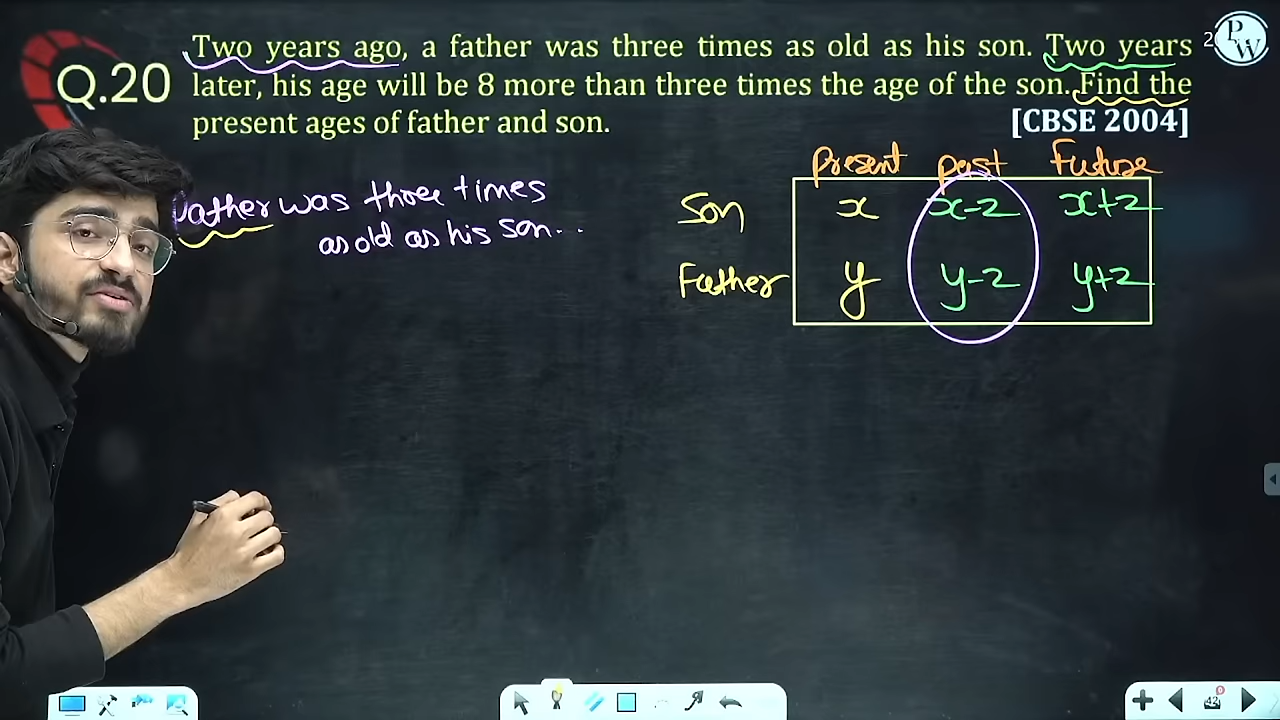 Two years ago, a father was three times as old as his son. Two years
Q.20 later, his age will be 8 more than three times the age of the son. Find the
present ages of father and son. [CBSE 2004]
PW
Present Past Future
Father was three times
as old as his son...
Son x x-2 x+2
Father y y-2 y+2
42